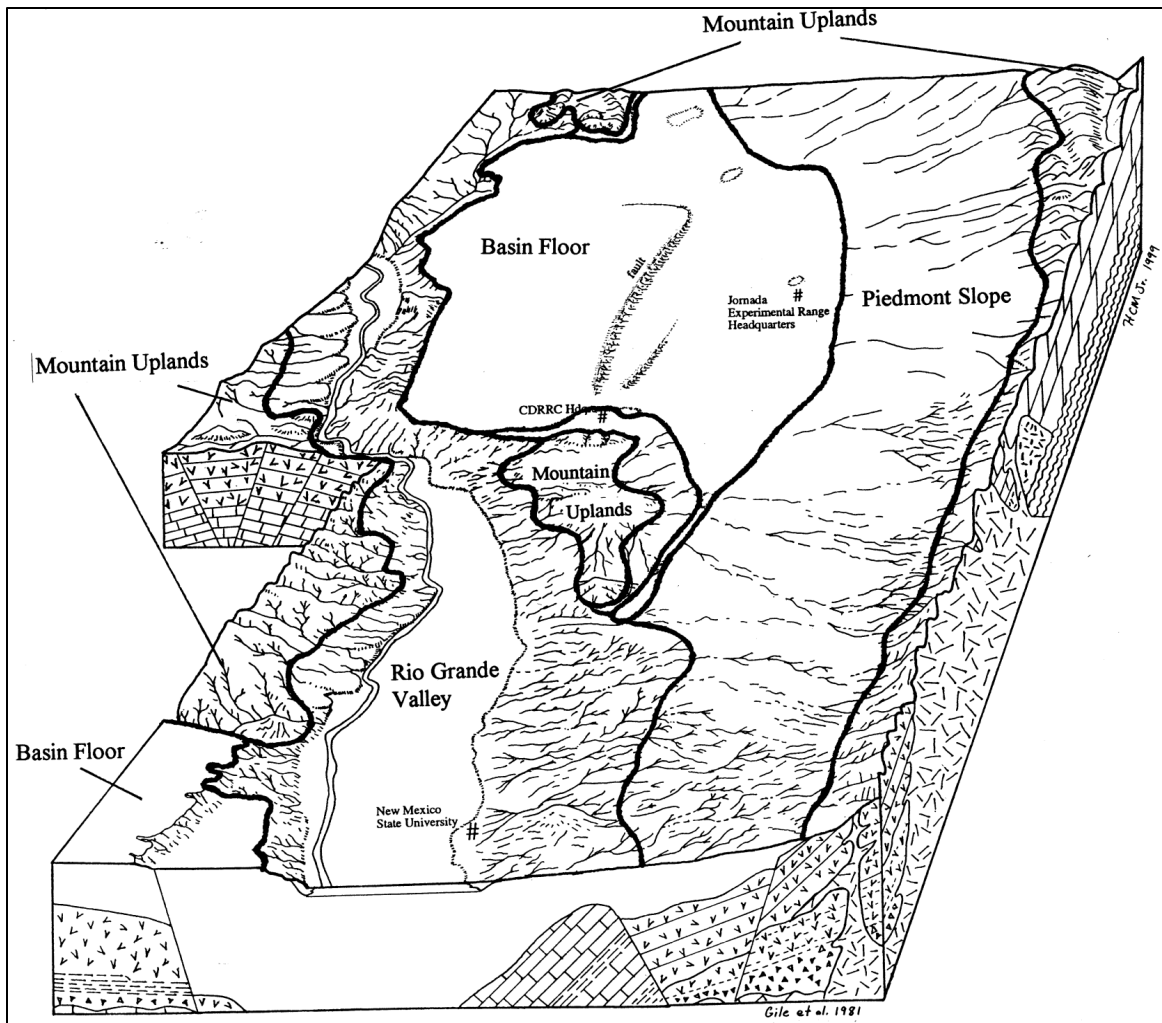 Mountain Uplands
Basin Floor
fault
Jornada
Experimental Range
Headquarters
#
Piedmont Slope
HCM Jr. 1999
Mountain Uplands
CDRRC
#
Mountain
Uplands
Rio Grande
Valley
Basin Floor
New Mexico
State University
#
Gile et al. 1981